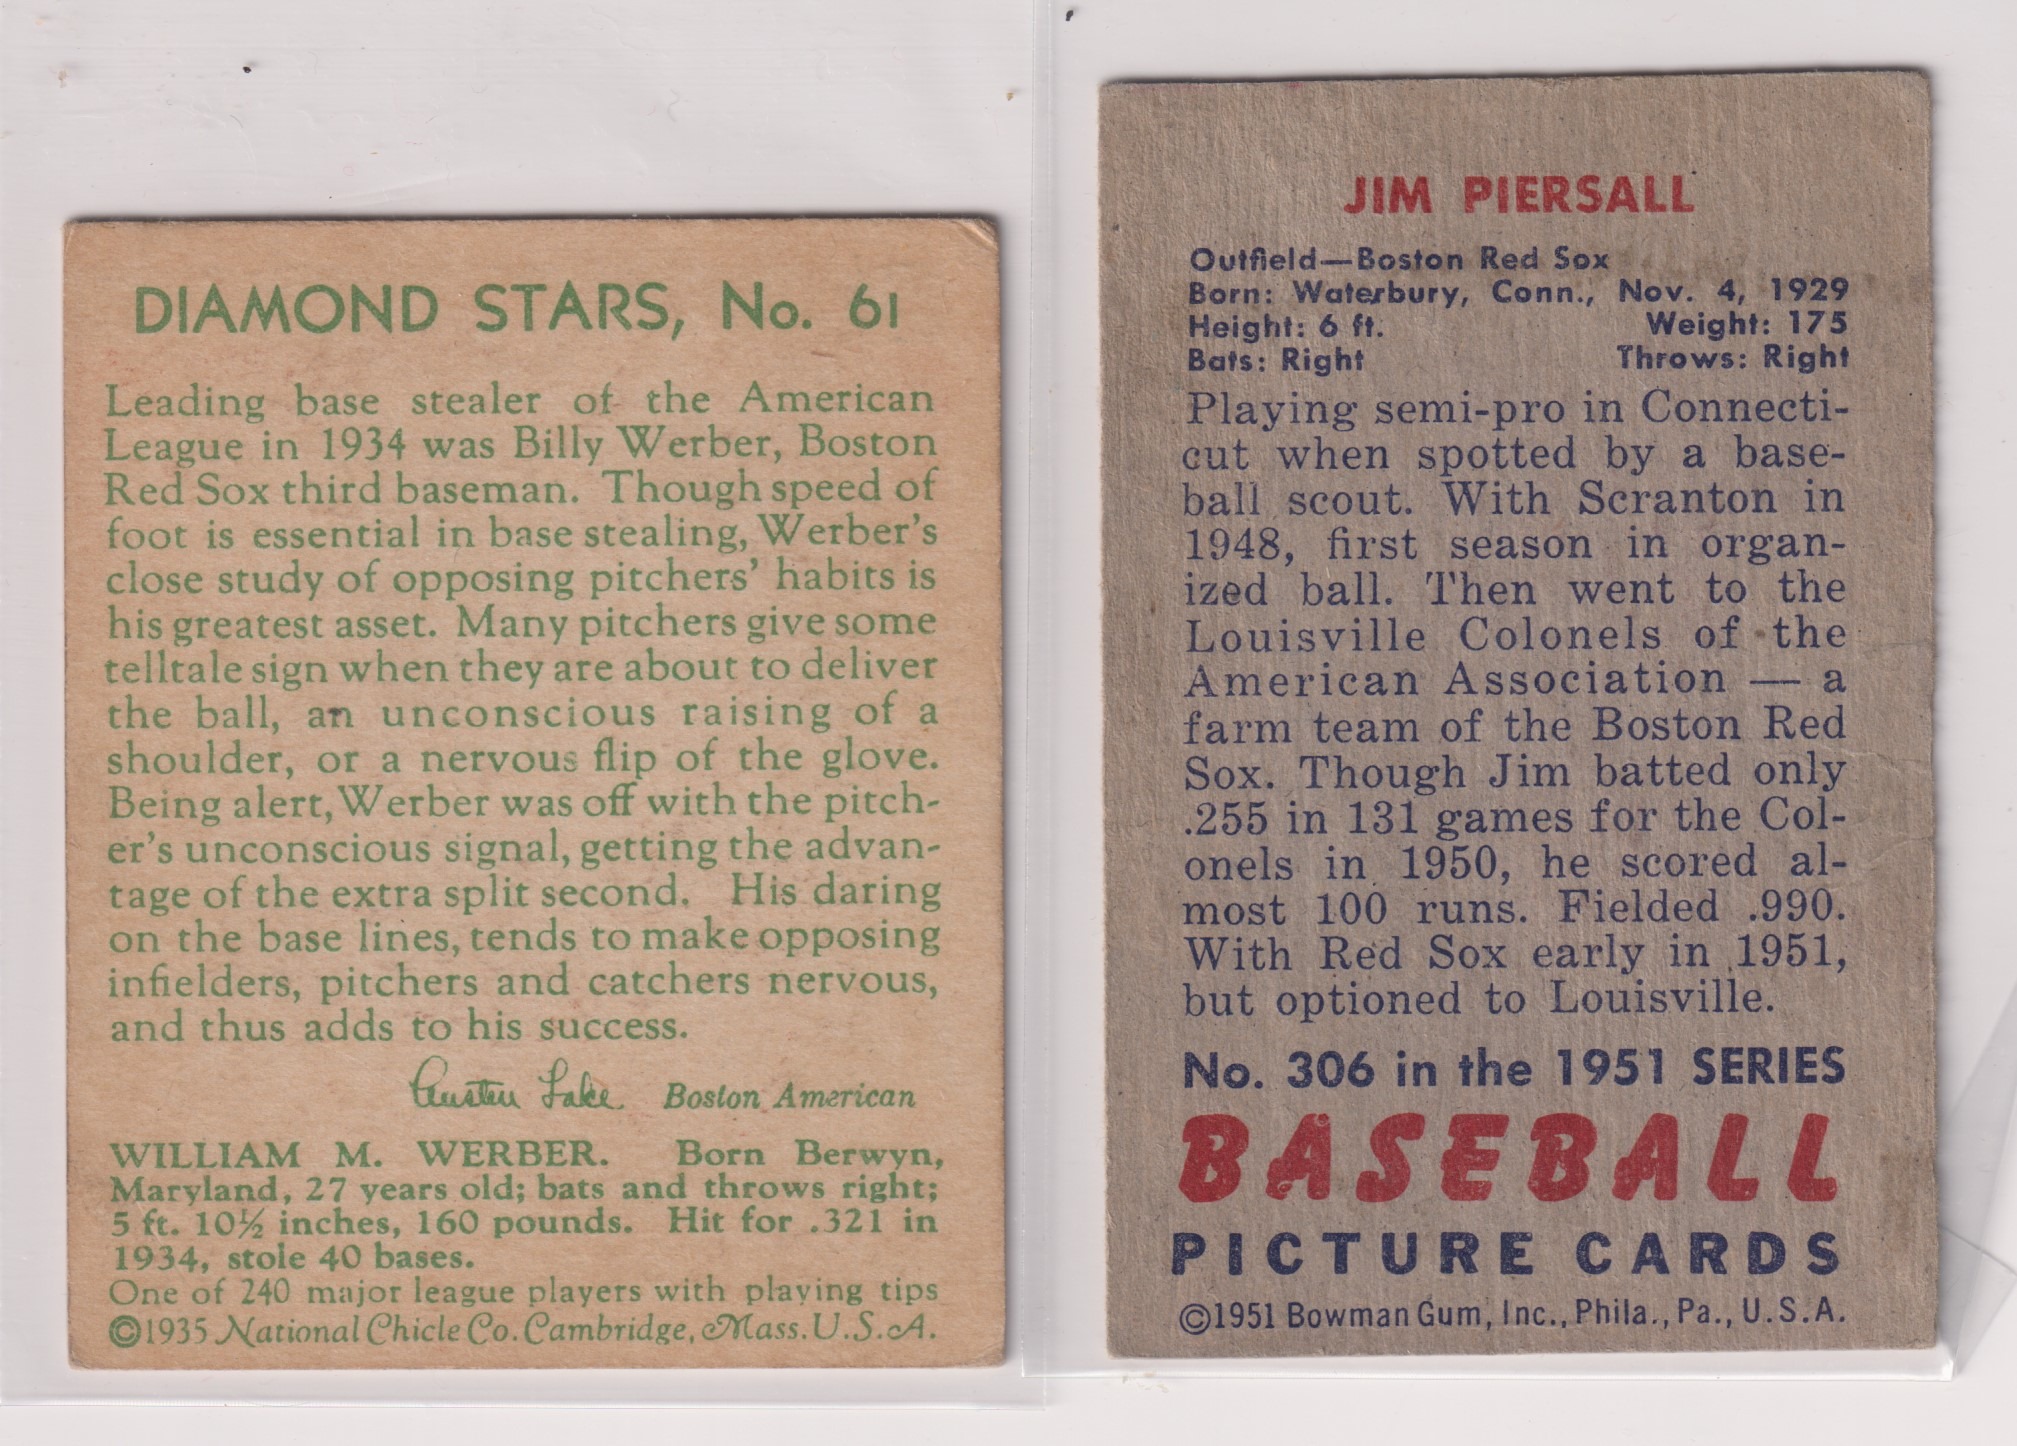 DIAMOND STARS, No. 61
Leading base stealer of the American
League in 1934 was Billy Werber, Boston
Red Sox third baseman. Though speed of
foot is essential in base stealing, Werber's
close study of opposing pitchers' habits is
his greatest asset. Many pitchers give some
telltale sign when they are about to deliver
the ball, an unconscious raising of a
shoulder, or a nervous flip of the glove.
Being alert, Werber was off with the pitch-
er's unconscious signal, getting the advan-
tage of the extra split second. His daring
on the base lines, tends to make opposing
infielders, pitchers and catchers nervous,
and thus adds to his success.
Austen Lake Boston American
WILLIAM M. WERBER. Born Berwyn,
Maryland, 27 years old; bats and throws right;
5 ft. 10½ inches, 160 pounds. Hit for .321 in
1934, stole 40 bases.
One of 240 major league players with playing tips
©1935 National Chicle Co. Cambridge, Mass. U.S.A.
JIM PIERSALL
Outfield—Boston Red Sox
Born: Waterbury, Conn., Nov. 4, 1929
Height: 6 ft. Weight: 175
Bats: Right Throws: Right
Playing semi-pro in Connecti-
cut when spotted by a base-
ball scout. With Scranton in
1948, first season in organ-
ized ball. Then went to the
Louisville Colonels of the
American Association — a
farm team of the Boston Red
Sox. Though Jim batted only
.255 in 131 games for the Col-
onels in 1950, he scored al-
most 100 runs. Fielded .990.
With Red Sox early in 1951,
but optioned to Louisville.
No. 306 in the 1951 SERIES
BASEBALL
PICTURE CARDS
©1951 Bowman Gum, Inc., Phila., Pa., U.S.A.